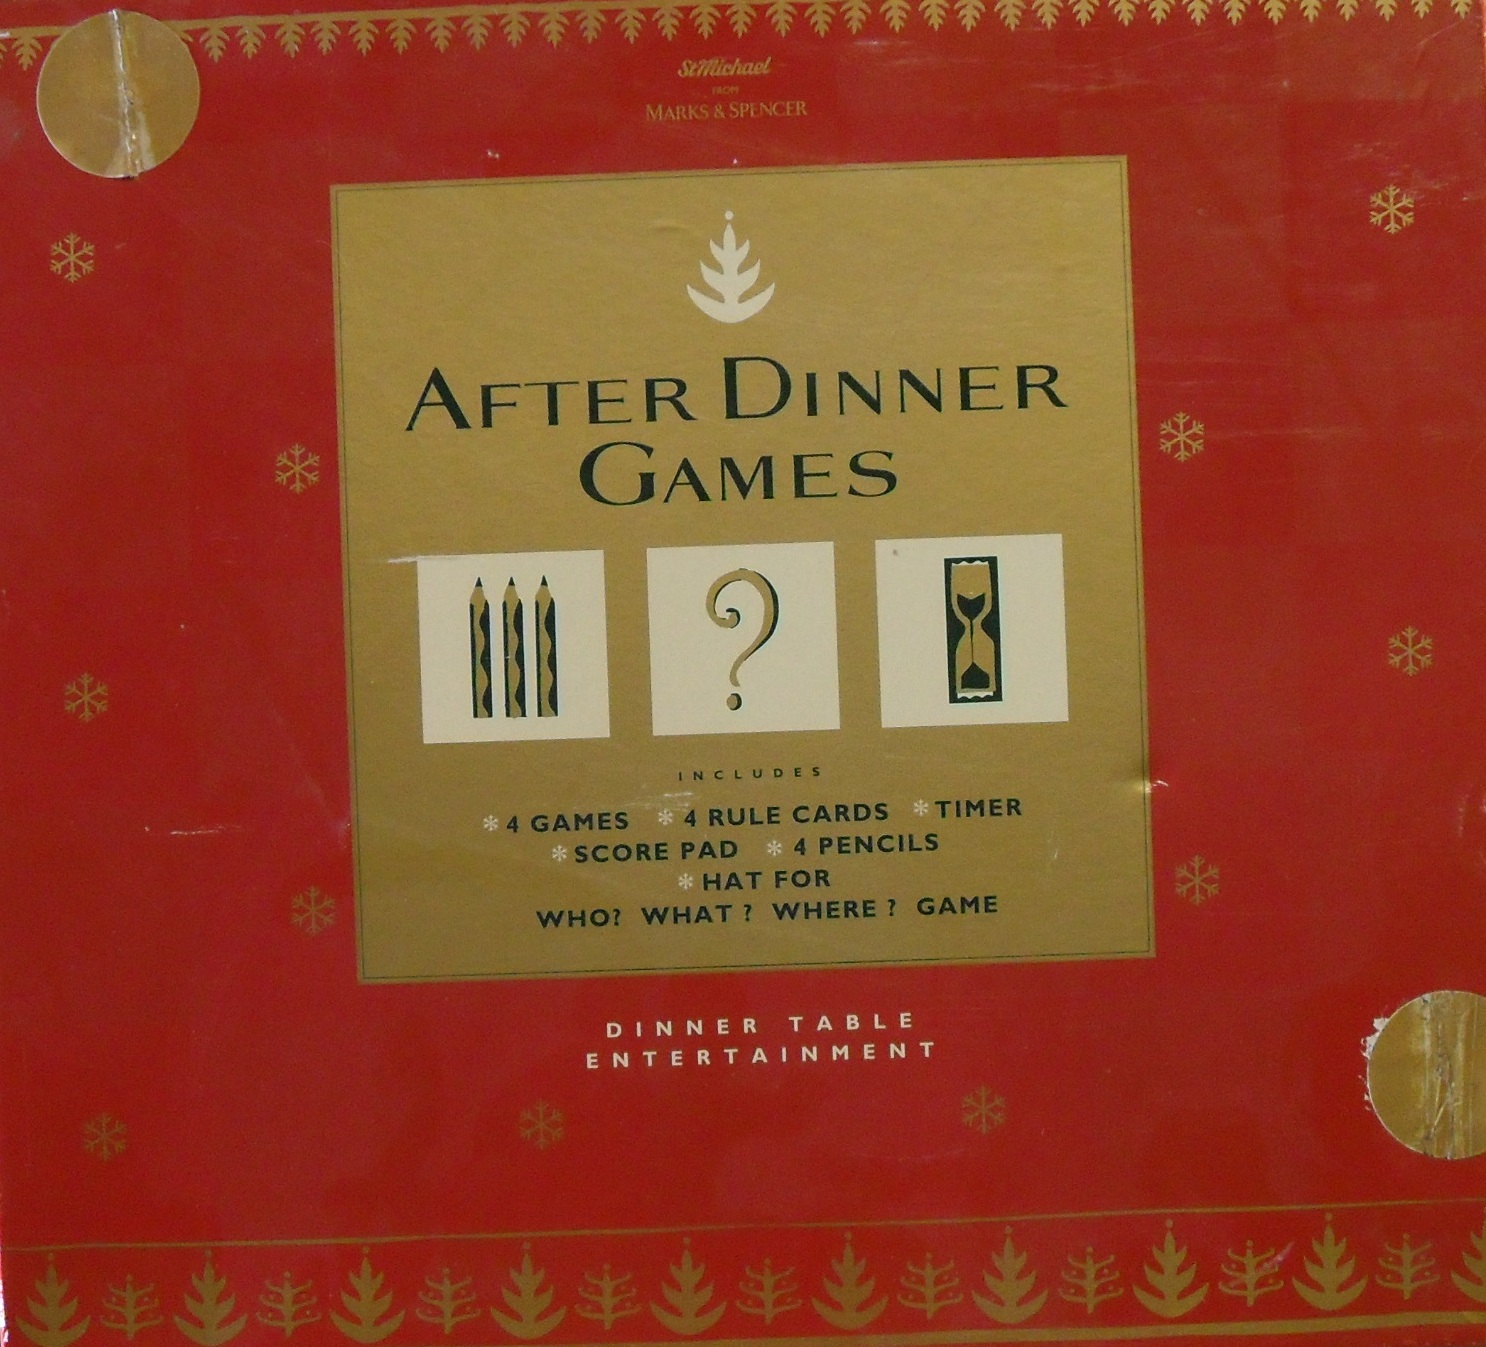 St Michael
FROM
MARKS & SPENCER
AFTER DINNER
GAMES
INCLUDES
* 4 GAMES * 4 RULE CARDS * TIMER
* SCORE PAD * 4 PENCILS
* HAT FOR
WHO? WHAT? WHERE? GAME
DINNER TABLE
ENTERTAINMENT